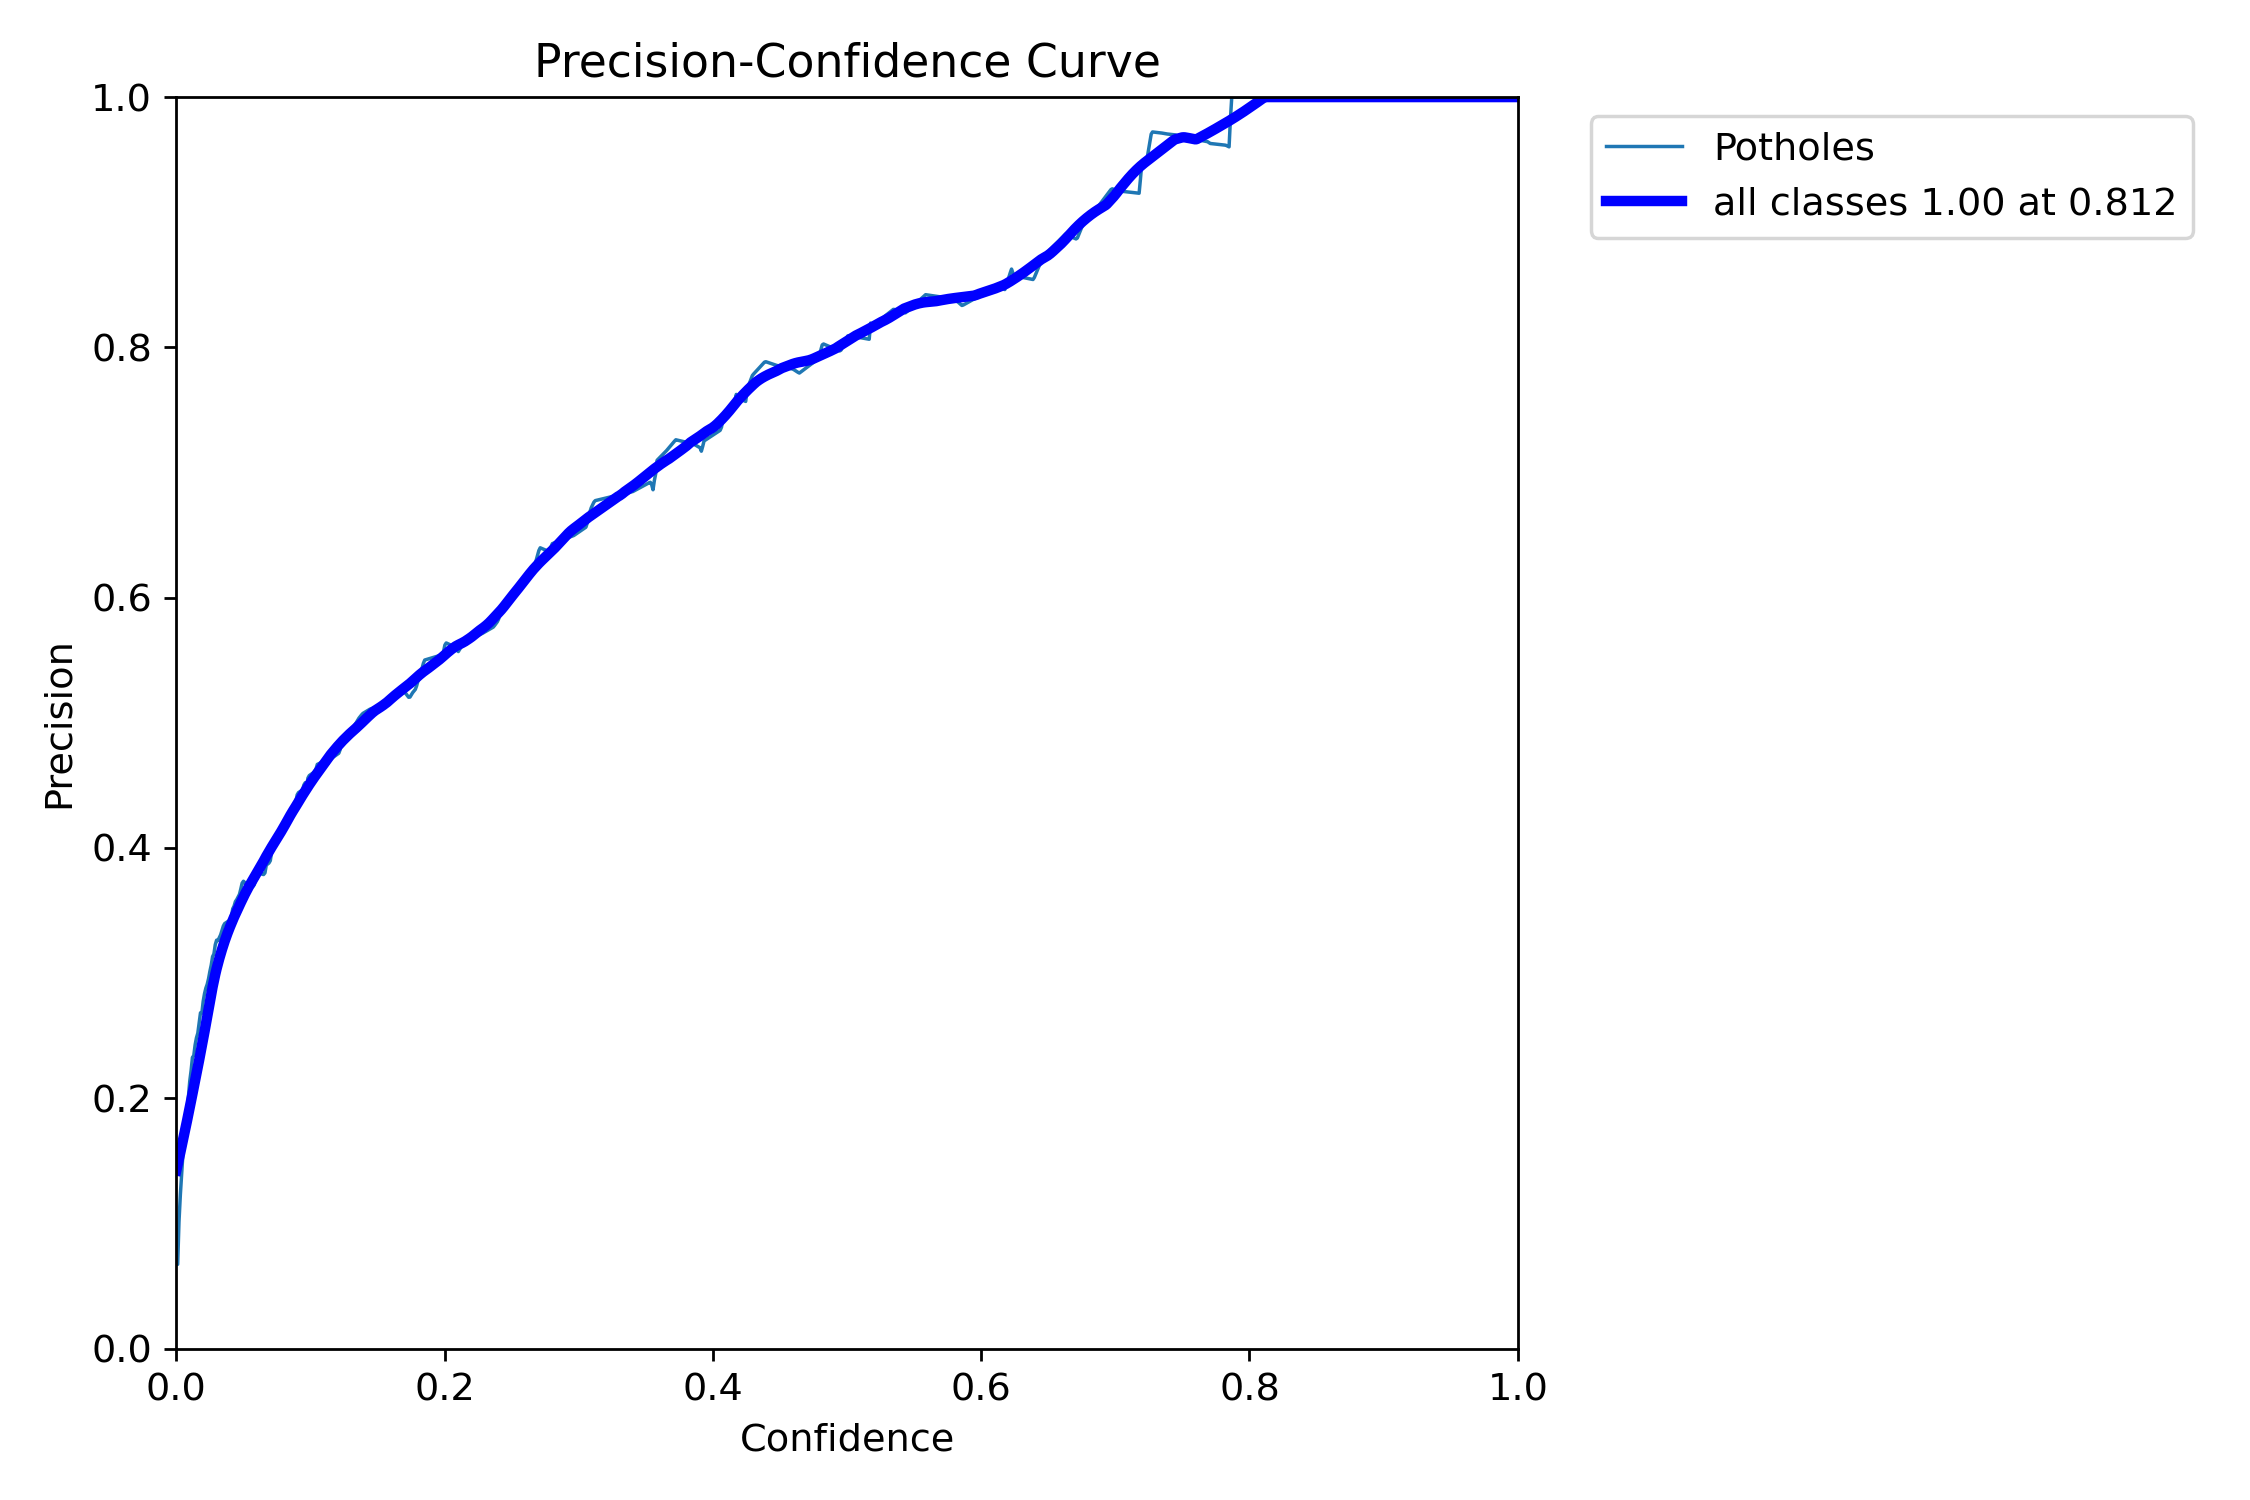 Precision-Confidence Curve
1.0
0.8
0.6
0.4
0.2
0.0
Precision
0.0 0.2 0.4 0.6 0.8 1.0
Confidence
Potholes
all classes 1.00 at 0.812